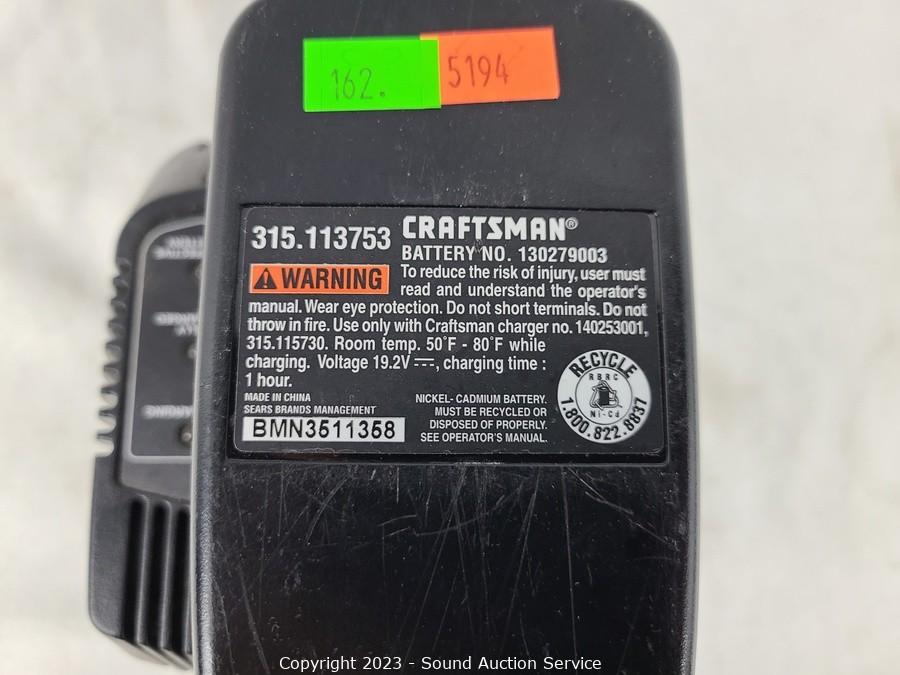 162.
5194
315.113753
CRAFTSMAN®
BATTERY NO. 130279003
WARNING
To reduce the risk of injury, user must
read and understand the operator's
manual. Wear eye protection. Do not short terminals. Do not
throw in fire. Use only with Craftsman charger no. 140253001,
315.115730. Room temp. 50°F - 80°F while
charging. Voltage 19.2V ⎓, charging time :
1 hour.
MADE IN CHINA
SEARS BRANDS MANAGEMENT
BMN3511358
NICKEL- CADMIUM BATTERY.
MUST BE RECYCLED OR
DISPOSED OF PROPERLY.
SEE OPERATOR'S MANUAL.
RECYCLE
RBRC
Ni-Cd
1.800.822.8837
Copyright 2023 - Sound Auction Service